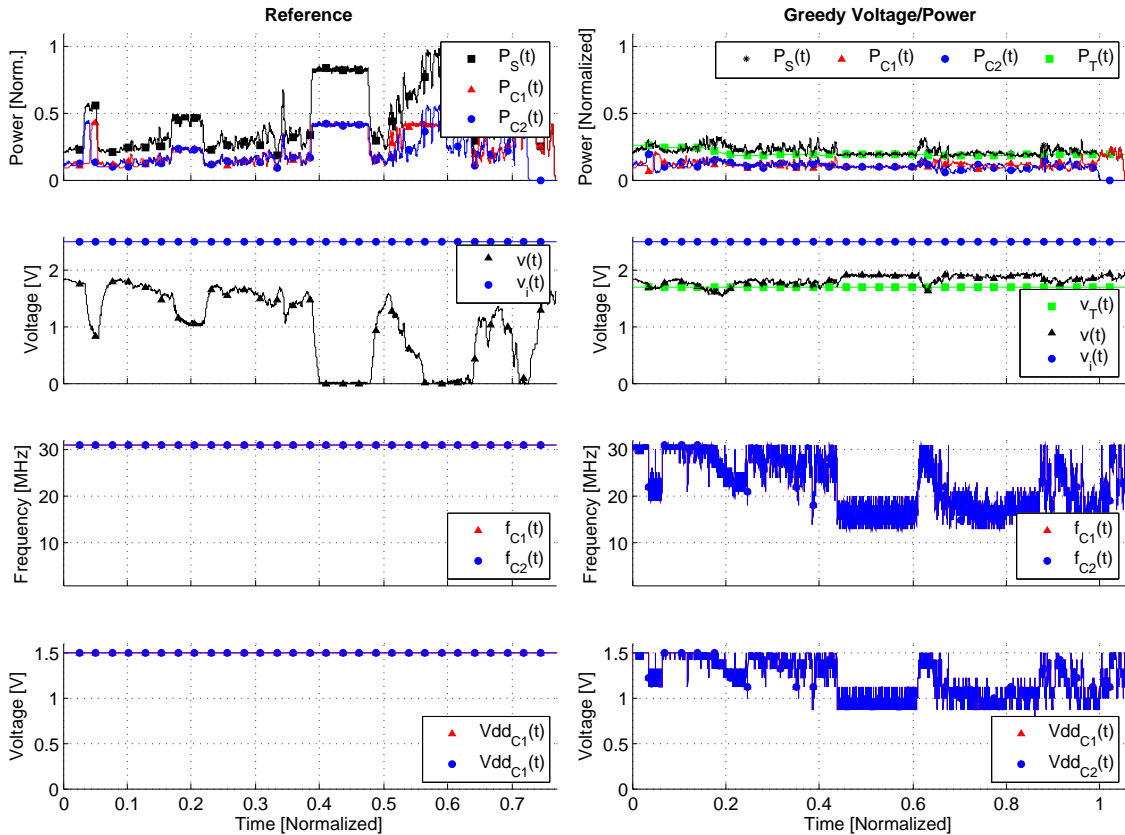 Reference
Power [Norm.]
1
0.5
0
P_S(t)
P_C1(t)
P_C2(t)
Voltage [V]
2
1
0
v(t)
v_i(t)
Frequency [MHz]
30
20
10
f_C1(t)
f_C2(t)
Voltage [V]
1.5
1
0.5
0
Vdd_C1(t)
Vdd_C1(t)
0 0.1 0.2 0.3 0.4 0.5 0.6 0.7
Time [Normalized]
Greedy Voltage/Power
Power [Normalized]
1
0.5
0
P_S(t) P_C1(t) P_C2(t) P_T(t)
Voltage [V]
2
1
0
v_T(t)
v(t)
v_i(t)
Frequency [MHz]
30
20
10
f_C1(t)
f_C2(t)
Voltage [V]
1.5
1
0.5
0
Vdd_C1(t)
Vdd_C2(t)
0 0.2 0.4 0.6 0.8 1
Time [Normalized]